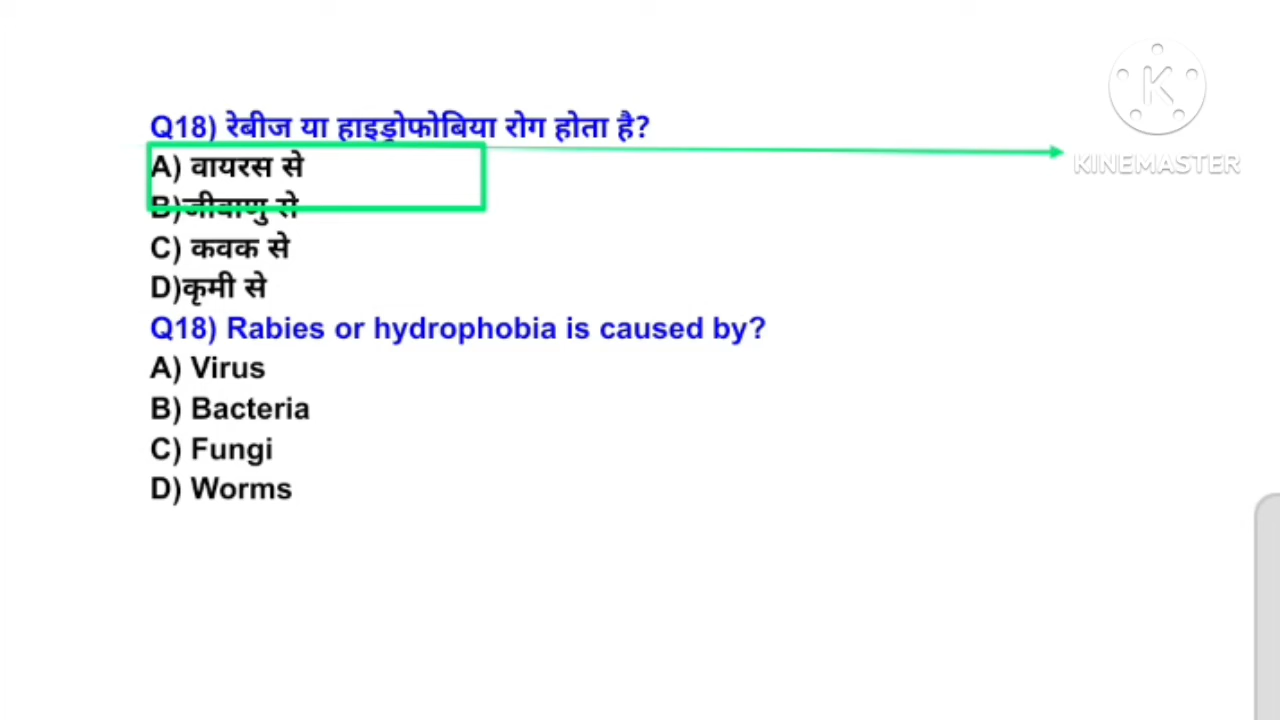 Q18) रेबीज या हाइड्रोफोबिया रोग होता है?
A) वायरस से
B)जीवाणु से
C) कवक से
D)कृमी से
Q18) Rabies or hydrophobia is caused by?
A) Virus
B) Bacteria
C) Fungi
D) Worms
K
KINEMASTER